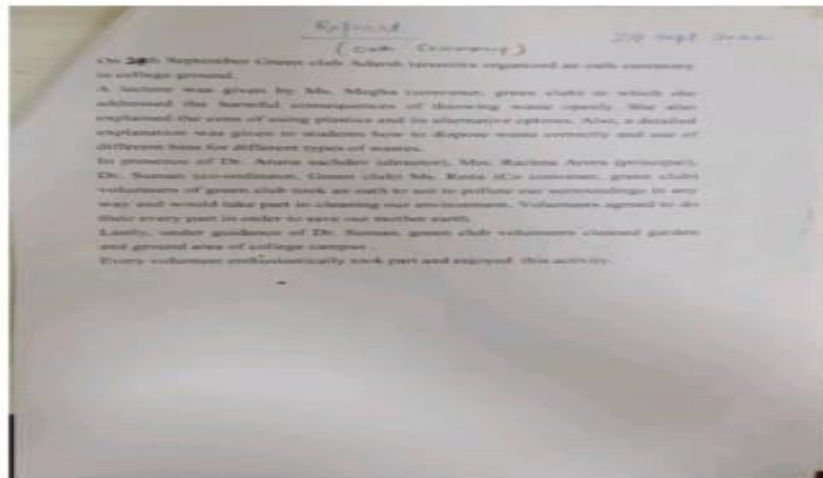 Report
(Oath Ceremony)
On September Green club organised an oath ceremony
in college ground.
A lecture was given by Ms. Megha (convener, green club) in which she
addressed the harmful consequences of throwing waste openly. She also
explained the cons of using plastics and its alternative options. Also, a detailed
explanation was given to students how to dispose waste correctly and use of
different bins for different types of wastes.
In presence of Dr. Aruna sachdev (director), Mrs. Rachna Arora (principal),
Dr. Suman (co-ordinator, Green club) Ms. (Co convener, green club)
volunteers of green club took an oath to not to pollute our surroundings in any
way and would take part in cleaning our environment. Volunteers agreed to do
their every part in order to save our mother earth.
Lastly, under guidance of Dr. Suman, green club volunteers cleaned garden
and ground area of college campus
Every volunteer enthusiastically took part and enjoyed this activity.